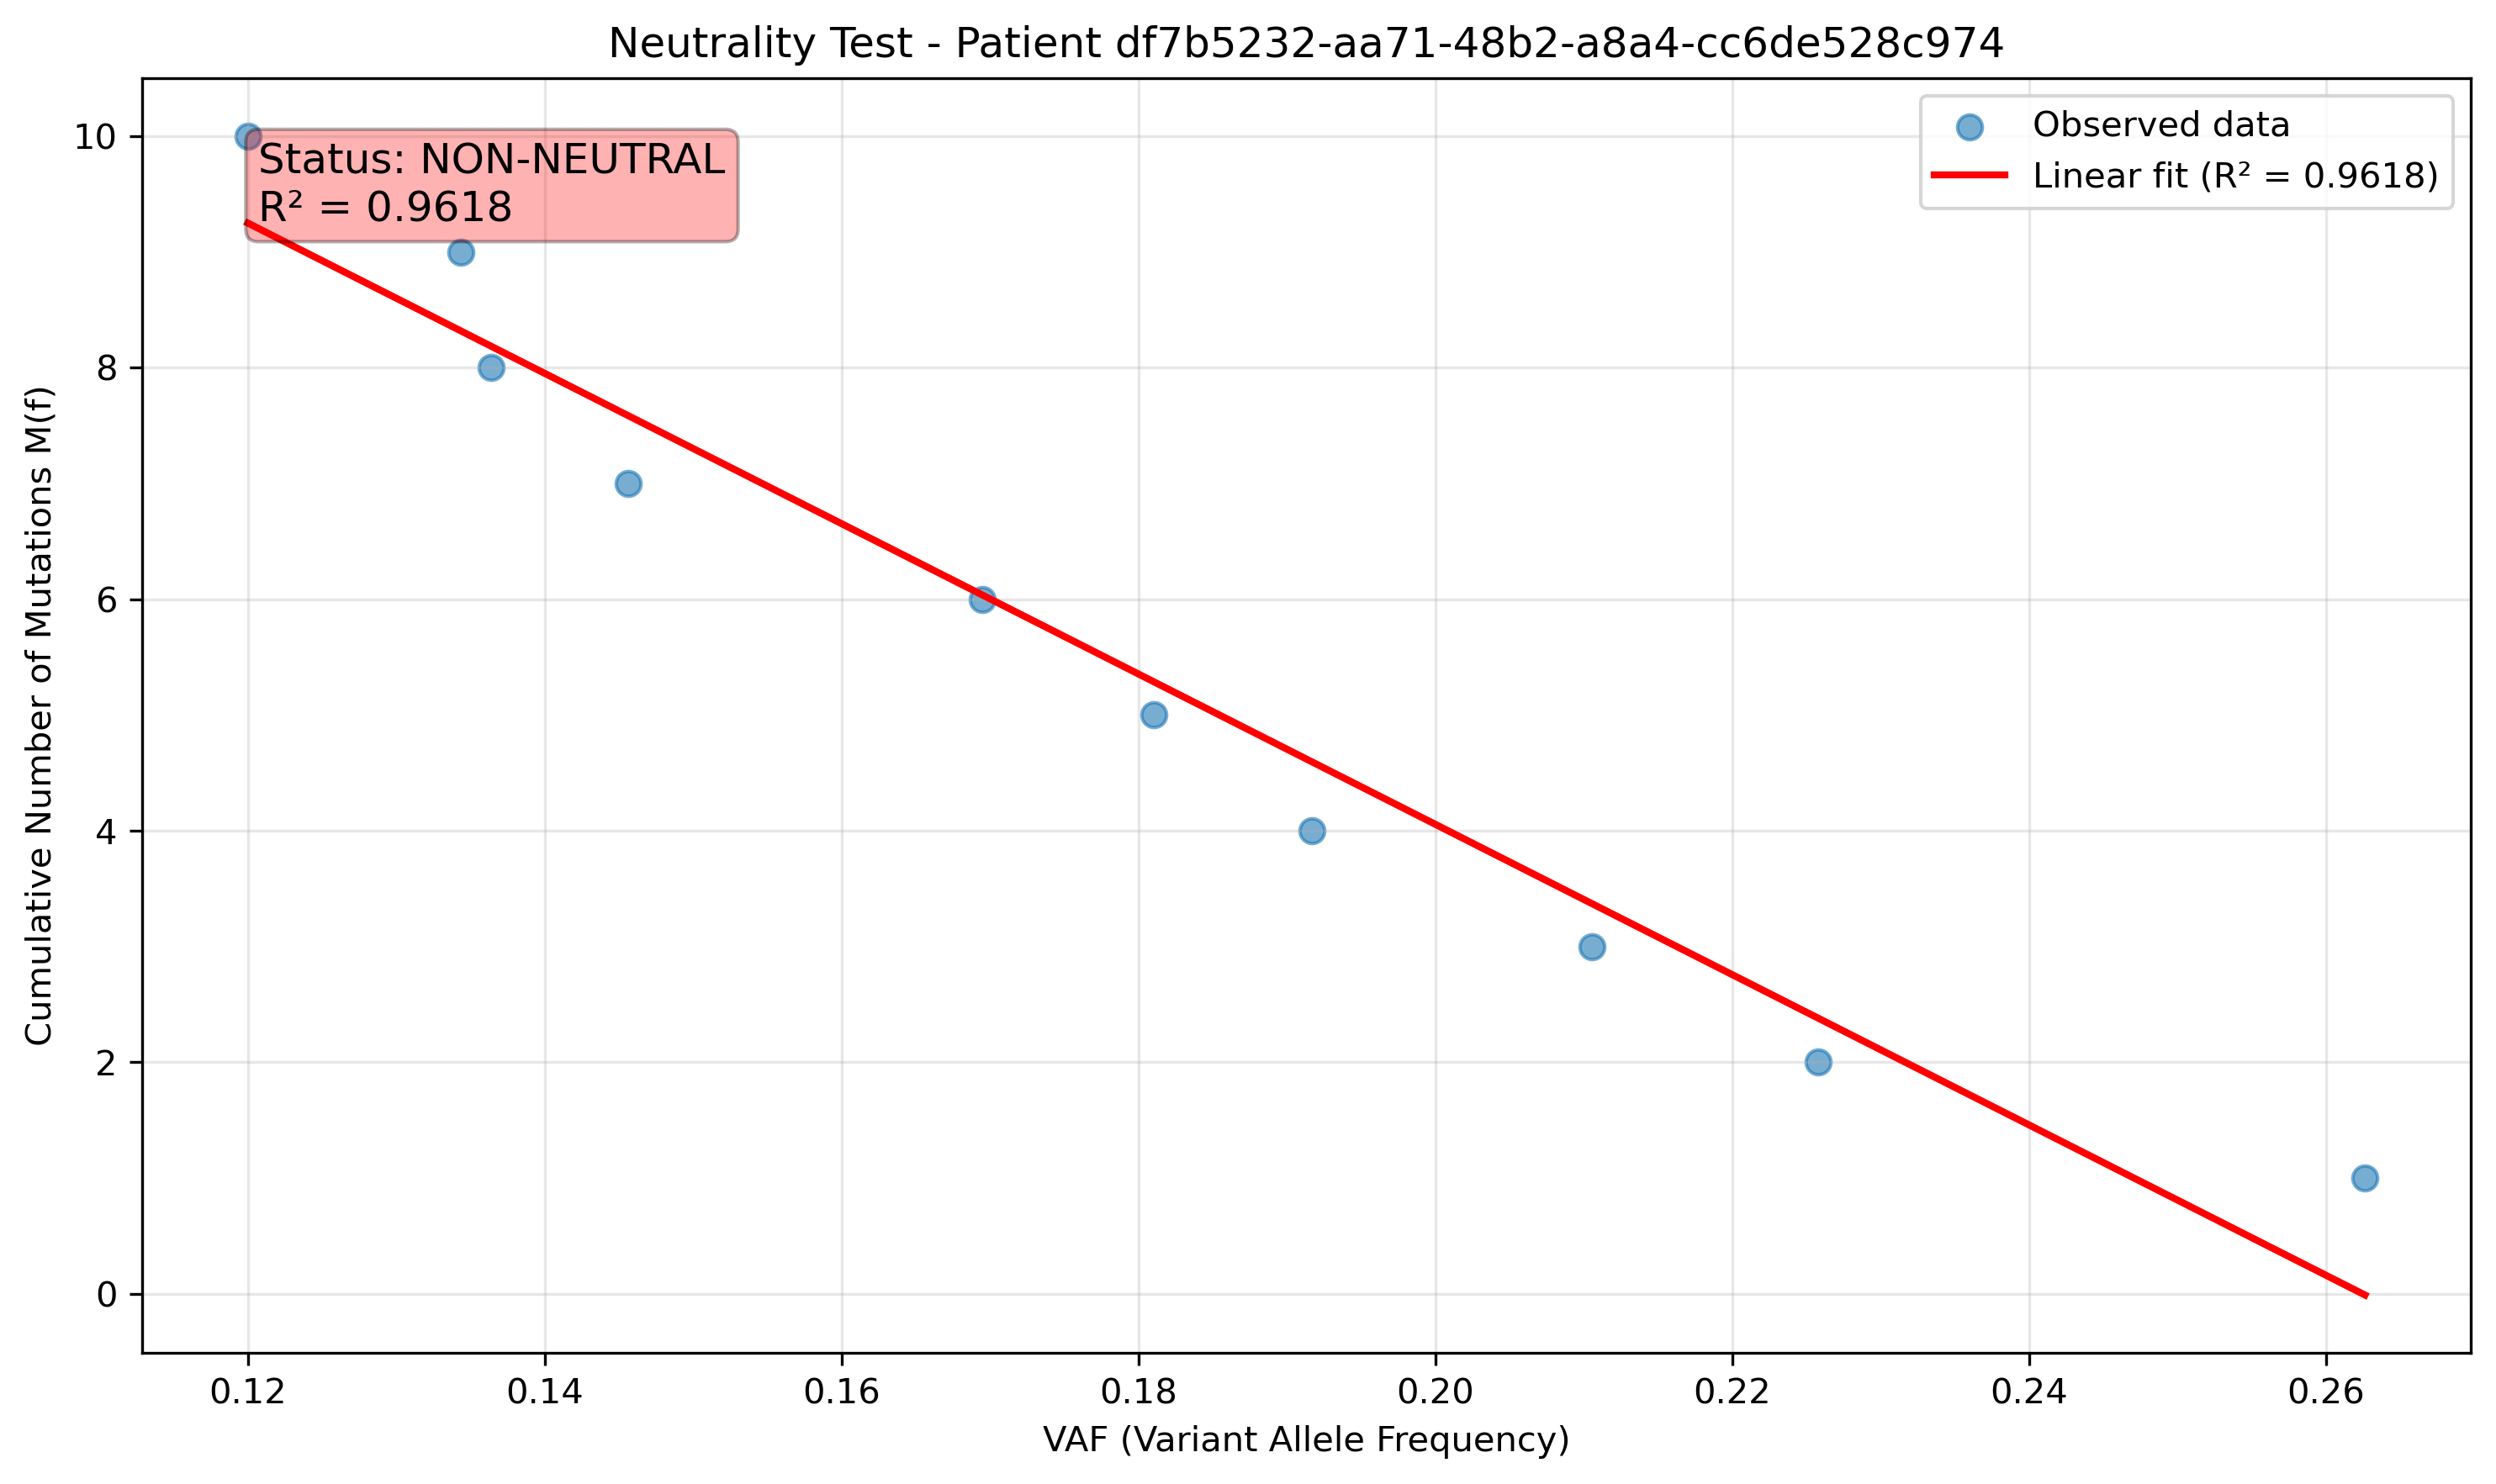 Neutrality Test - Patient df7b5232-aa71-48b2-a8a4-cc6de528c974
Status: NON-NEUTRAL
R² = 0.9618
Observed data
Linear fit (R² = 0.9618)
Cumulative Number of Mutations M(f)
10
8
6
4
2
0
0.12
0.14
0.16
0.18
0.20
0.22
0.24
0.26
VAF (Variant Allele Frequency)